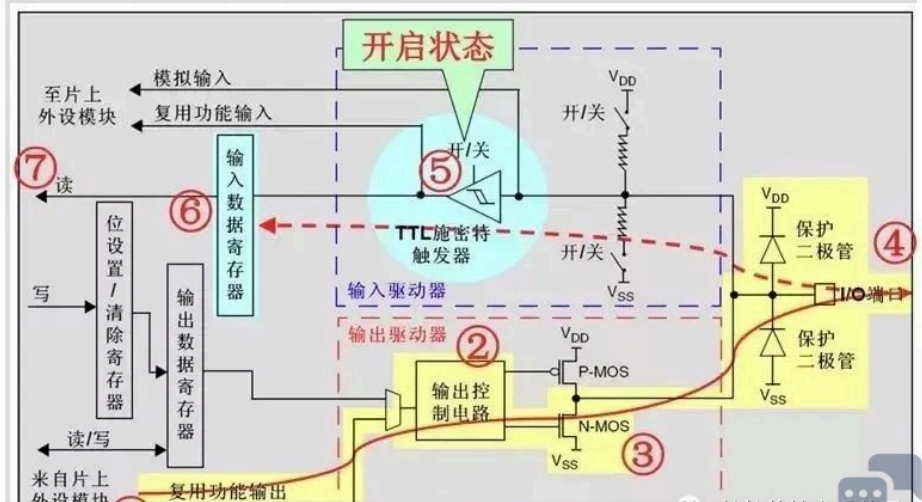 开启状态
模拟输入
至片上
外设模块
复用功能输入
开/关
VDD
开/关
⑤
⑦
读
⑥
输入数据寄存器
TTL施密特
触发器
开/关
VSS
输入驱动器
VDD
保护
二极管
④
I/O端口
写
位设置/清除寄存器
输出数据寄存器
输出驱动器
②
VDD
P-MOS
输出控
制电路
N-MOS
VSS
③
保护
二极管
VSS
读/写
来自片上
外设模块
复用功能输出